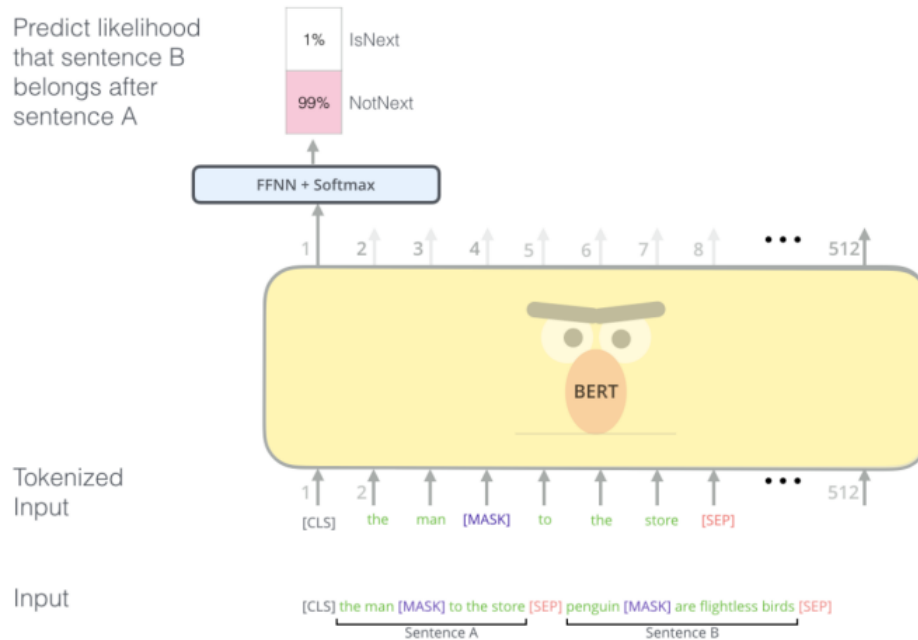 Predict likelihood
that sentence B
belongs after
sentence A
1% IsNext
99% NotNext
FFNN + Softmax
1 2 3 4 5 6 7 8 ••• 512
BERT
Tokenized
Input
1 2 ••• 512
[CLS] the man [MASK] to the store [SEP]
Input
[CLS] the man [MASK] to the store [SEP] penguin [MASK] are flightless birds [SEP]
Sentence A Sentence B